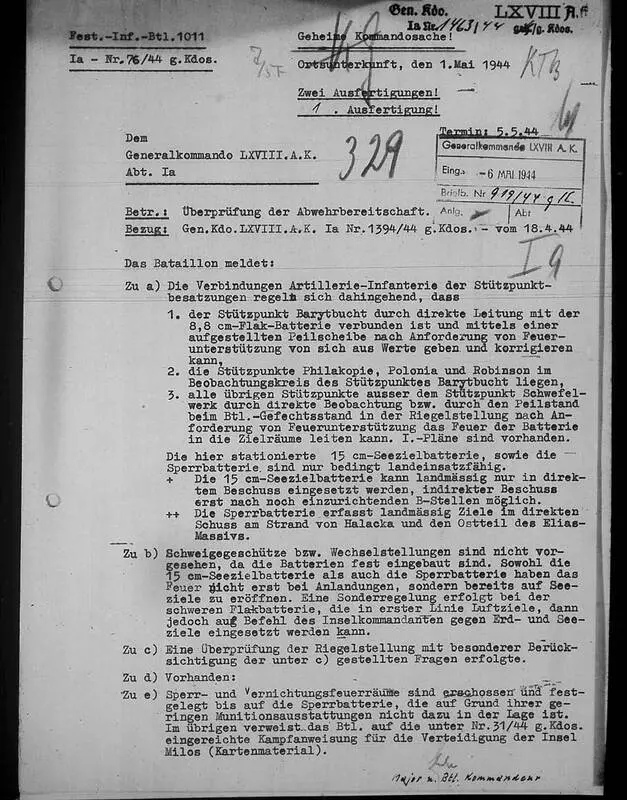 Gen. Kdo. LXVIII A.K.
Ia Nr. 1463/44 geh/g. Kdos.
Fest.-Inf.-Btl.1011
Ia - Nr.76/44 g.Kdos.
Geheime Kommandosache!
Ortsunterkunft, den 1.Mai 1944
KTB
Zwei Ausfertigungen!
1 . Ausfertigung!
Termin: 5.5.44
Dem
Generalkommando LXVIII.A.K.
Abt. Ia
329
Generalkommando LXVIII A. K.
Eing. -6 MAI 1944
Briefb. Nr 919/44 g K.
Anlg. Abt
Betr.: Überprüfung der Abwehrbereitschaft.
Bezug: Gen.Kdo.LXVIII.A.K. Ia Nr.1394/44 g.Kdos. - vom 18.4.44
Ia
Das Bataillon meldet:
Zu a) Die Verbindungen Artillerie-Infanterie der Stützpunkt-
besatzungen regeln sich dahingehend, dass
1. der Stützpunkt Barytbucht durch direkte Leitung mit der
8,8 cm-Flak-Batterie verbunden ist und mittels einer
aufgestellten Peilscheibe nach Anforderung von Feuer-
unterstützung von sich aus Werte geben und korrigieren
kann,
2. die Stützpunkte Philakopie, Polonia und Robinson im
Beobachtungskreis des Stützpunktes Barytbucht liegen,
3. alle übrigen Stützpunkte ausser dem Stützpunkt Schwefel-
werk durch direkte Beobachtung bzw. durch den Peilstand
beim Btl.-Gefechtsstand in der Riegelstellung nach An-
forderung von Feuerunterstützung das Feuer der Batterie
in die Zielräume leiten kann. I.-Pläne sind vorhanden.
Die hier stationierte 15 cm-Seezielbatterie, sowie die
Sperrbatterie sind nur bedingt landeinsatzfähig.
+ Die 15 cm-Seezielbatterie kann landmässig nur in direk-
tem Beschuss eingesetzt werden, indirekter Beschuss
erst nach noch einzurichtenden B-Stellen möglich.
++ Die Sperrbatterie erfasst landmässig Ziele im direkten
Schuss am Strand von Halacka und den Ostteil des Elias-
Massivs.
Zu b) Schweigegeschütze bzw. Wechselstellungen sind nicht vor-
gesehen, da die Batterien fest eingebaut sind. Sowohl die
15 cm-Seezielbatterie als auch die Sperrbatterie haben das
Feuer nicht erst bei Anlandungen, sondern bereits auf See-
ziele zu eröffnen. Eine Sonderregelung erfolgt bei der
schweren Flakbatterie, die in erster Linie Luftziele, dann
jedoch auf Befehl des Inselkommandanten gegen Erd- und See-
ziele eingesetzt werden kann.
Zu c) Eine Überprüfung der Riegelstellung mit besonderer Berück-
sichtigung der unter c) gestellten Fragen erfolgte.
Zu d) Vorhanden:
Zu e) Sperr- und Vernichtungsfeuerräume sind erschossen und fest-
gelegt bis auf die Sperrbatterie, die auf Grund ihrer ge-
ringen Munitionsausstattungen nicht dazu in der Lage ist.
Im übrigen verweist das Btl. auf die unter Nr.31/44 g.Kdos.
eingereichte Kampfanweisung für die Verteidigung der Insel
Milos (Kartenmaterial).
Major u. Btl. Kommandeur